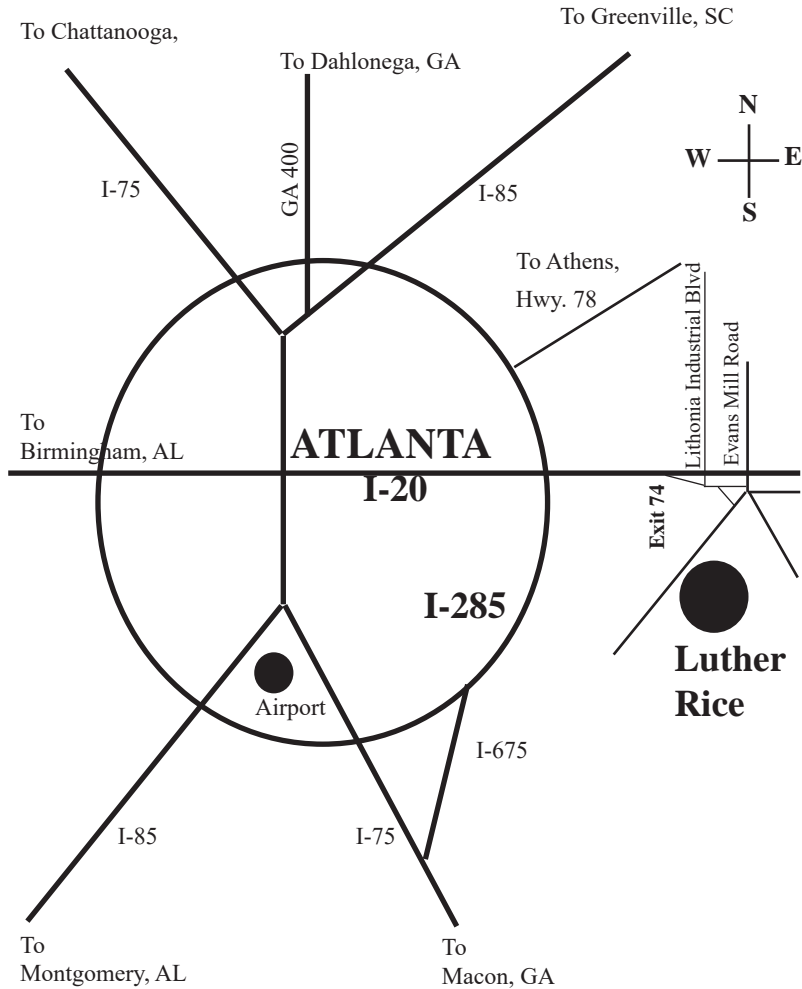 To Greenville, SC
To Chattanooga,
To Dahlonega, GA
N
W
E
S
GA 400
I-75
I-85
To Athens,
Hwy. 78
Lithonia Industrial Blvd
Evans Mill Road
To
Birmingham, AL
ATLANTA
I-20
Exit 74
I-285
Luther
Rice
Airport
I-675
I-85
I-75
To
Montgomery, AL
To
Macon, GA